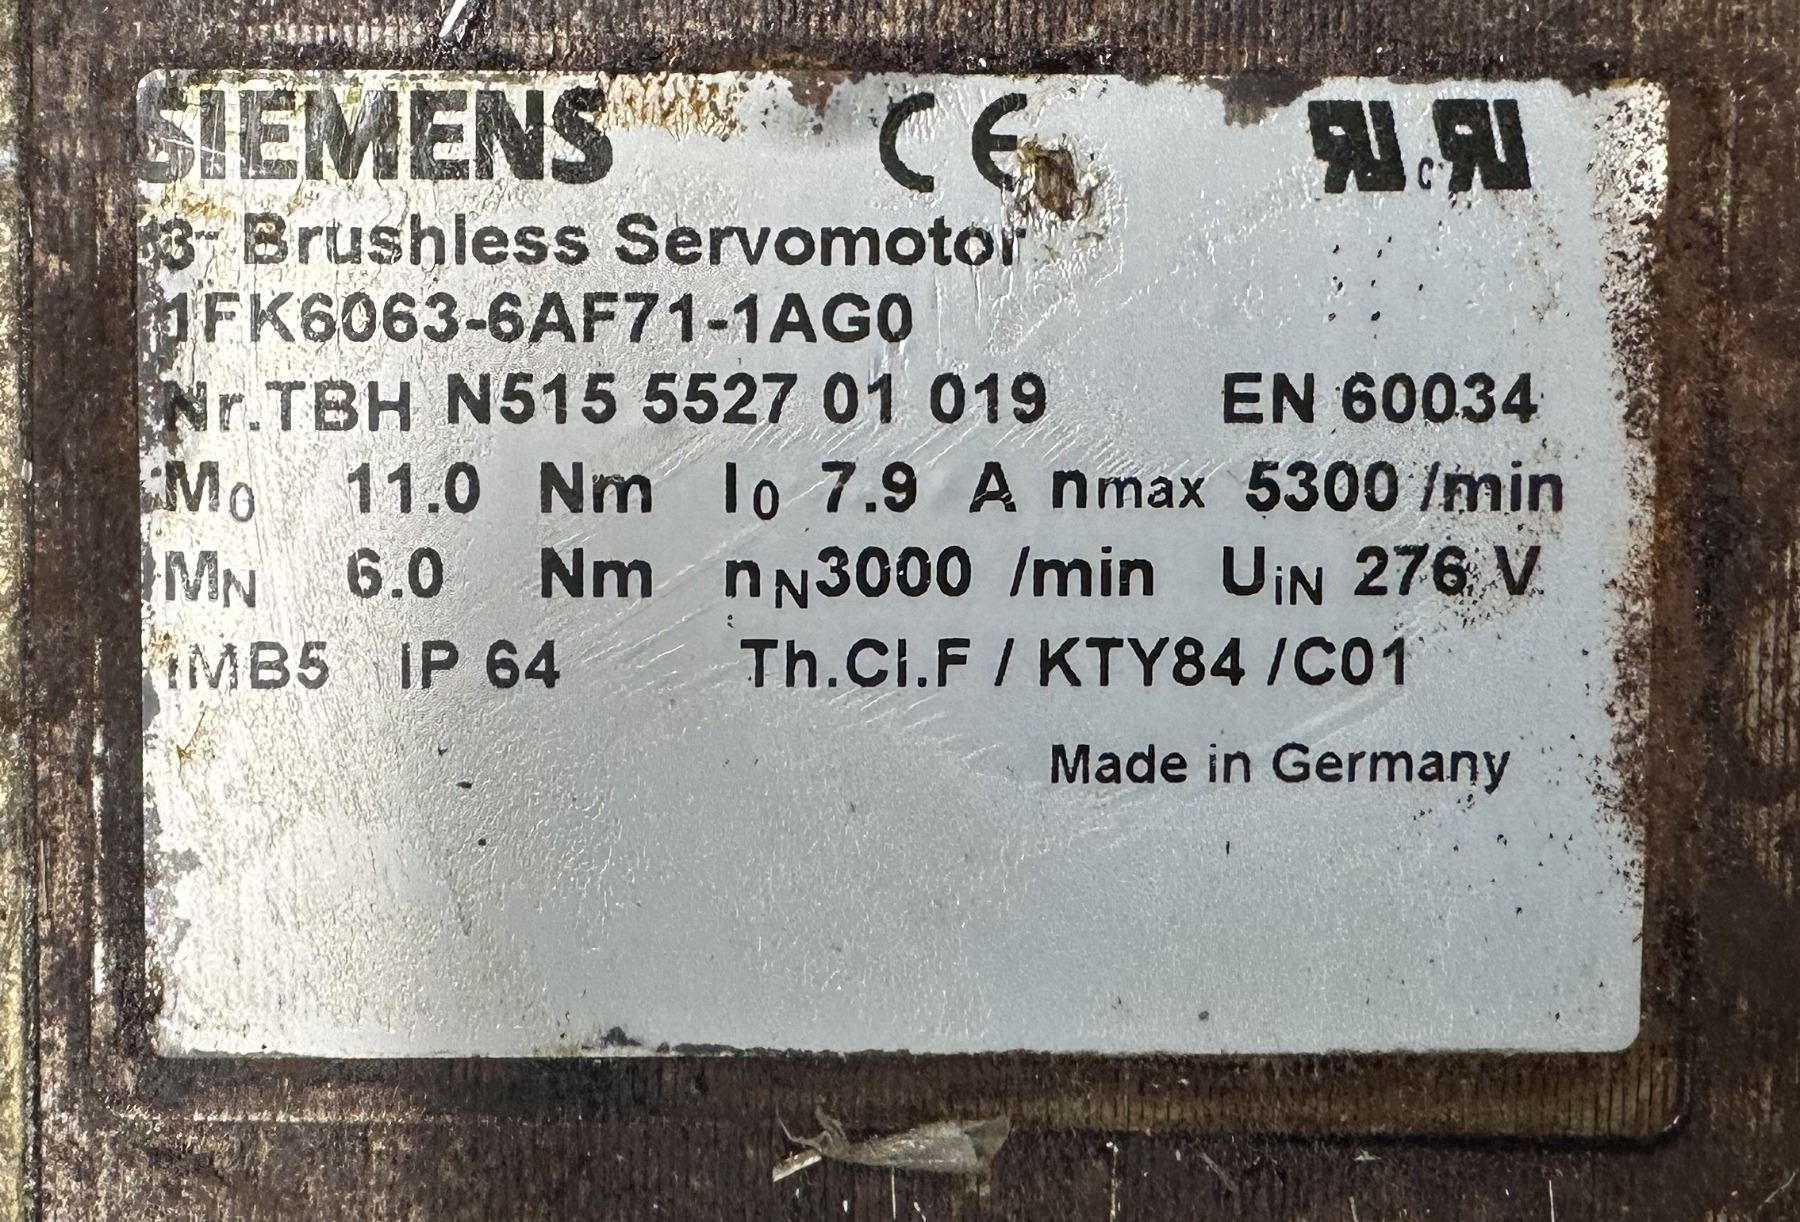 SIEMENS CE RU cRU
3~ Brushless Servomotor
1FK6063-6AF71-1AG0
Nr.TBH N515 5527 01 019 EN 60034
M0 11.0 Nm I0 7.9 A nmax 5300 /min
MN 6.0 Nm nN3000 /min UiN 276 V
IMB5 IP 64 Th.Cl.F / KTY84 /C01
Made in Germany